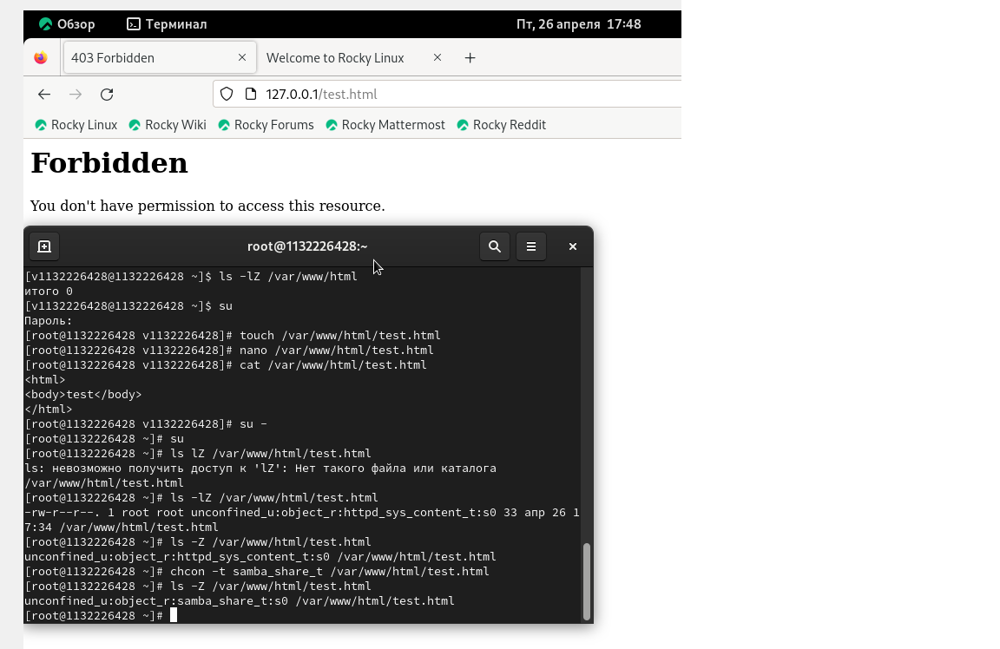 Обзор Терминал Пт, 26 апреля 17:48
403 Forbidden Welcome to Rocky Linux
127.0.0.1/test.html
Rocky Linux Rocky Wiki Rocky Forums Rocky Mattermost Rocky Reddit
Forbidden
You don't have permission to access this resource.
root@1132226428:~
[v1132226428@1132226428 ~]$ ls -lZ /var/www/html
итого 0
[v1132226428@1132226428 ~]$ su
Пароль:
[root@1132226428 v1132226428]# touch /var/www/html/test.html
[root@1132226428 v1132226428]# nano /var/www/html/test.html
[root@1132226428 v1132226428]# cat /var/www/html/test.html
<html>
<body>test</body>
</html>
[root@1132226428 v1132226428]# su -
[root@1132226428 ~]# su
[root@1132226428 ~]# ls lZ /var/www/html/test.html
ls: невозможно получить доступ к 'lZ': Нет такого файла или каталога
/var/www/html/test.html
[root@1132226428 ~]# ls -lZ /var/www/html/test.html
-rw-r--r--. 1 root root unconfined_u:object_r:httpd_sys_content_t:s0 33 апр 26 1
7:34 /var/www/html/test.html
[root@1132226428 ~]# ls -Z /var/www/html/test.html
unconfined_u:object_r:httpd_sys_content_t:s0 /var/www/html/test.html
[root@1132226428 ~]# chcon -t samba_share_t /var/www/html/test.html
[root@1132226428 ~]# ls -Z /var/www/html/test.html
unconfined_u:object_r:samba_share_t:s0 /var/www/html/test.html
[root@1132226428 ~]#